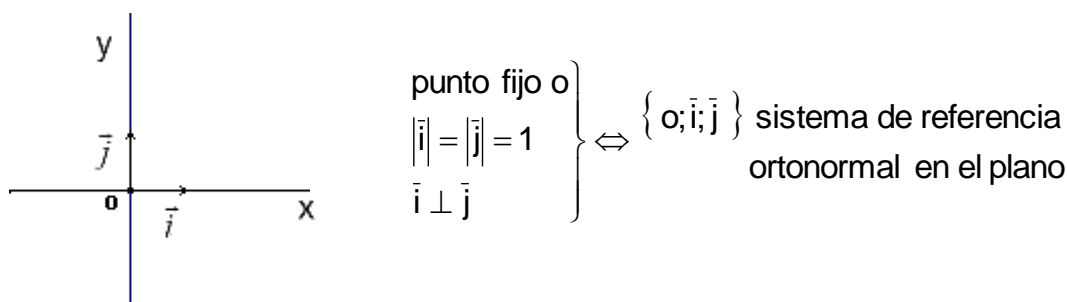 y
j⃗
o
i⃗
x
punto fijo o
|i̅| = |j̅| = 1
i̅ ⊥ j̅
} ⇔ { o; i̅; j̅ } sistema de referencia
ortonormal en el plano